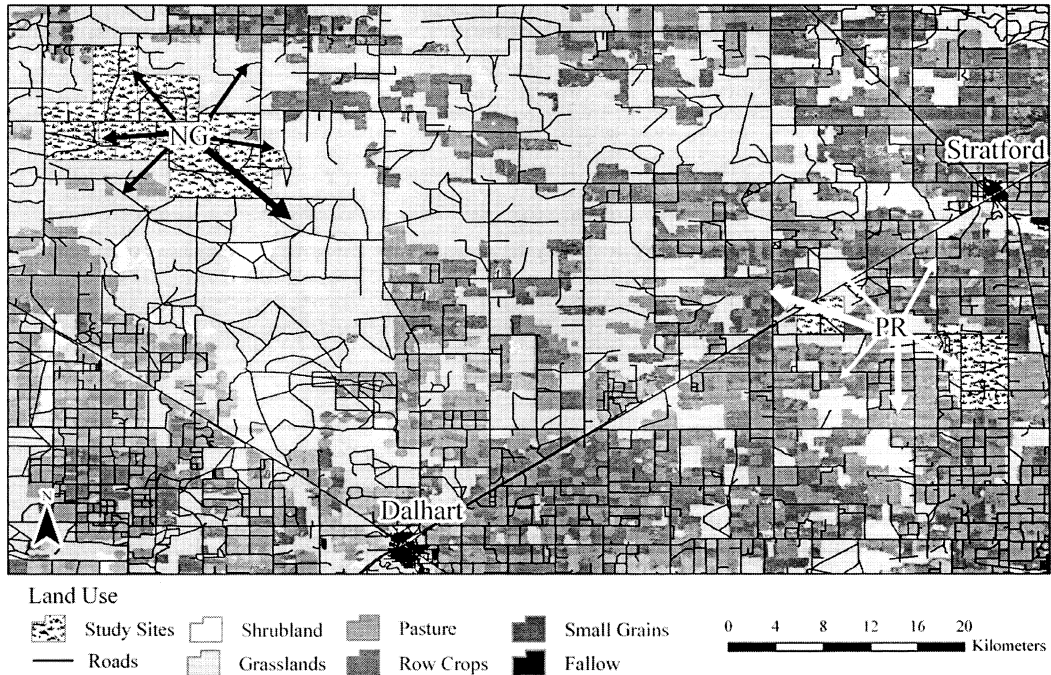 NG
Stratford
PR
Dalhart
N
Land Use
Study Sites Shrubland Pasture Small Grains
Roads Grasslands Row Crops Fallow
0 4 8 12 16 20
Kilometers